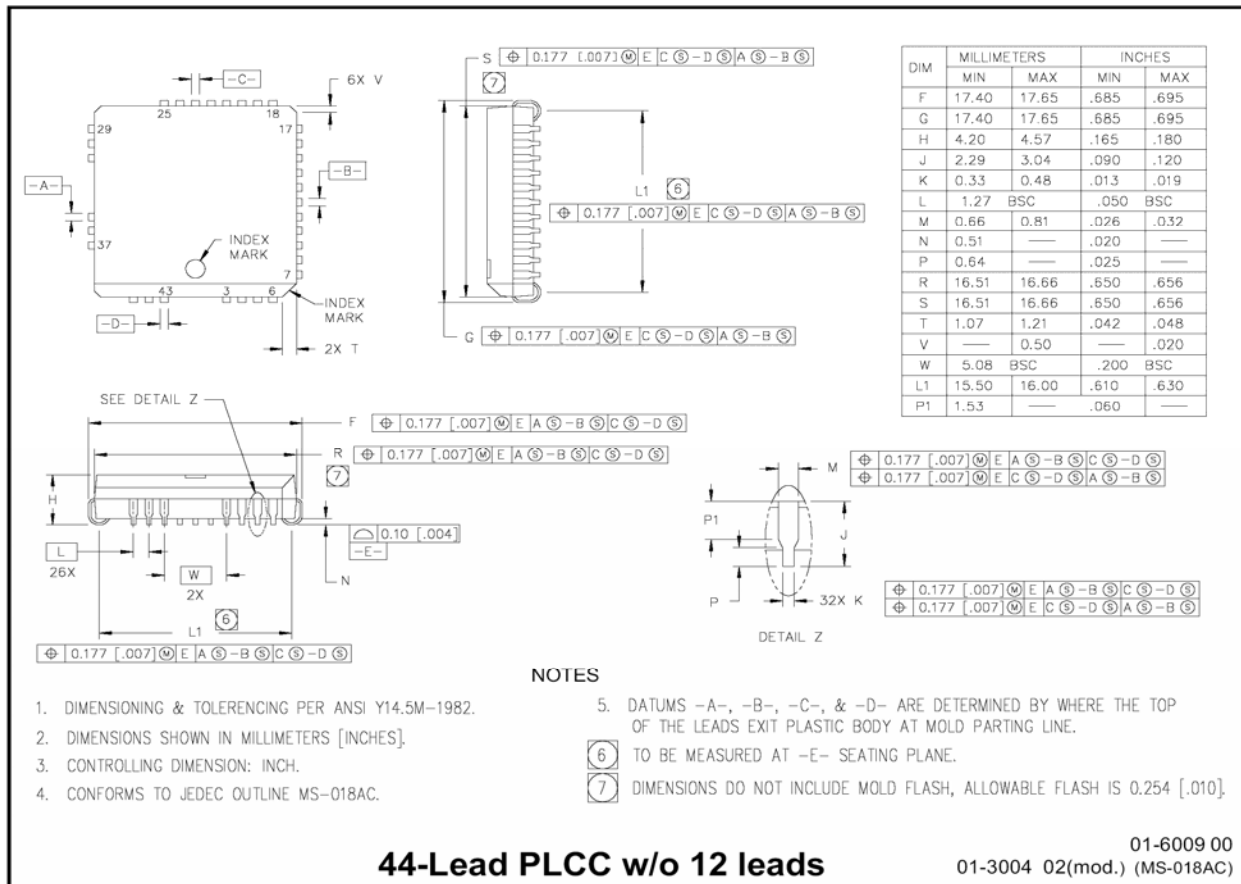 S ⌖ 0.177 [.007] Ⓜ E C Ⓢ -D Ⓢ A Ⓢ -B Ⓢ
7
-C-
6X V
25 18
29 17
-A-
-B-
37
INDEX
MARK
7
43 3 6
INDEX
MARK
-D-
2X T
L1 6
⌖ 0.177 [.007] Ⓜ E C Ⓢ -D Ⓢ A Ⓢ -B Ⓢ
G ⌖ 0.177 [.007] Ⓜ E C Ⓢ -D Ⓢ A Ⓢ -B Ⓢ
DIM MILLIMETERS INCHES
MIN MAX MIN MAX
F 17.40 17.65 .685 .695
G 17.40 17.65 .685 .695
H 4.20 4.57 .165 .180
J 2.29 3.04 .090 .120
K 0.33 0.48 .013 .019
L 1.27 BSC .050 BSC
M 0.66 0.81 .026 .032
N 0.51 — .020 —
P 0.64 — .025 —
R 16.51 16.66 .650 .656
S 16.51 16.66 .650 .656
T 1.07 1.21 .042 .048
V — 0.50 — .020
W 5.08 BSC .200 BSC
L1 15.50 16.00 .610 .630
P1 1.53 — .060 —
SEE DETAIL Z
F ⌖ 0.177 [.007] Ⓜ E A Ⓢ -B Ⓢ C Ⓢ -D Ⓢ
R ⌖ 0.177 [.007] Ⓜ E A Ⓢ -B Ⓢ C Ⓢ -D Ⓢ
7
H
⌓ 0.10 [.004]
-E-
L
26X
W
2X
N
6
L1
⌖ 0.177 [.007] Ⓜ E A Ⓢ -B Ⓢ C Ⓢ -D Ⓢ
M ⌖ 0.177 [.007] Ⓜ E A Ⓢ -B Ⓢ C Ⓢ -D Ⓢ
⌖ 0.177 [.007] Ⓜ E C Ⓢ -D Ⓢ A Ⓢ -B Ⓢ
P1
J
P
32X K
⌖ 0.177 [.007] Ⓜ E A Ⓢ -B Ⓢ C Ⓢ -D Ⓢ
⌖ 0.177 [.007] Ⓜ E C Ⓢ -D Ⓢ A Ⓢ -B Ⓢ
DETAIL Z
NOTES
1. DIMENSIONING & TOLERENCING PER ANSI Y14.5M-1982.
2. DIMENSIONS SHOWN IN MILLIMETERS [INCHES].
3. CONTROLLING DIMENSION: INCH.
4. CONFORMS TO JEDEC OUTLINE MS-018AC.
5. DATUMS -A-, -B-, -C-, & -D- ARE DETERMINED BY WHERE THE TOP
OF THE LEADS EXIT PLASTIC BODY AT MOLD PARTING LINE.
6 TO BE MEASURED AT -E- SEATING PLANE.
7 DIMENSIONS DO NOT INCLUDE MOLD FLASH, ALLOWABLE FLASH IS 0.254 [.010].
44-Lead PLCC w/o 12 leads
01-6009 00
01-3004 02(mod.) (MS-018AC)